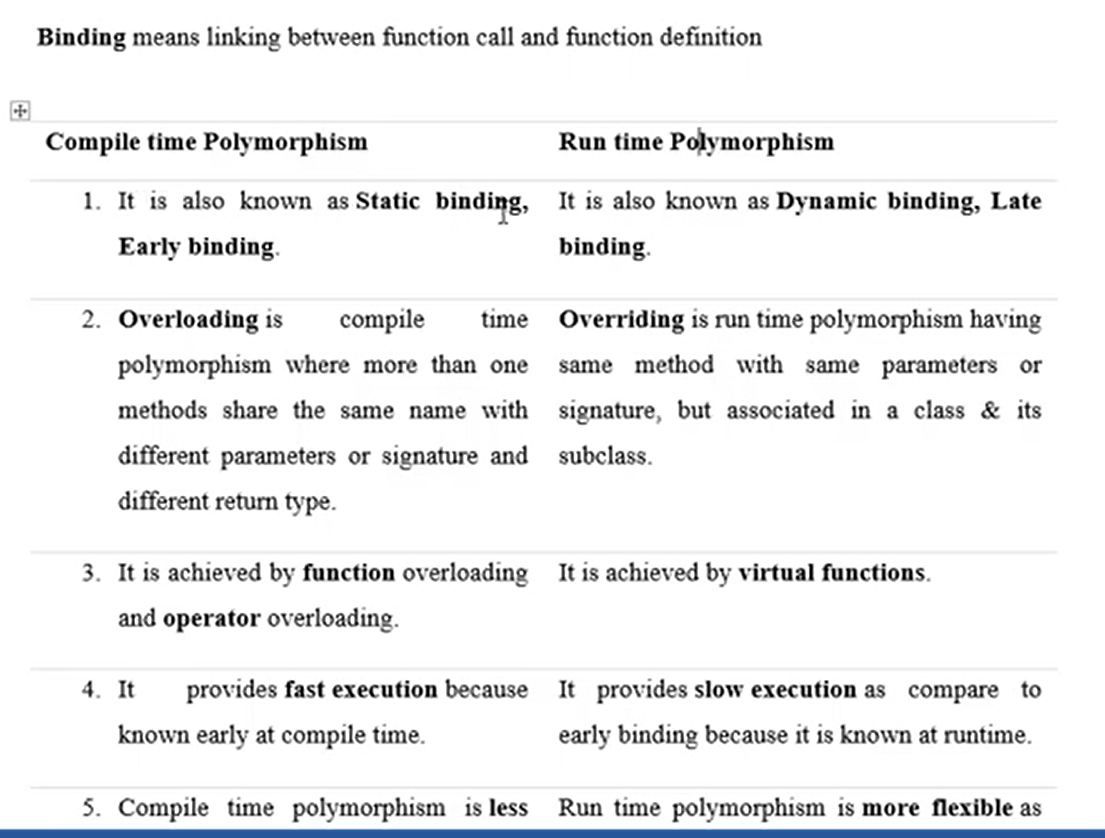 Binding means linking between function call and function definition
Compile time Polymorphism
Run time Polymorphism
1. It is also known as Static binding,
Early binding.
It is also known as Dynamic binding, Late
binding.
2. Overloading is compile time
polymorphism where more than one
methods share the same name with
different parameters or signature and
different return type.
Overriding is run time polymorphism having
same method with same parameters or
signature, but associated in a class & its
subclass.
3. It is achieved by function overloading
and operator overloading.
It is achieved by virtual functions.
4. It provides fast execution because
known early at compile time.
It provides slow execution as compare to
early binding because it is known at runtime.
5. Compile time polymorphism is less
Run time polymorphism is more flexible as